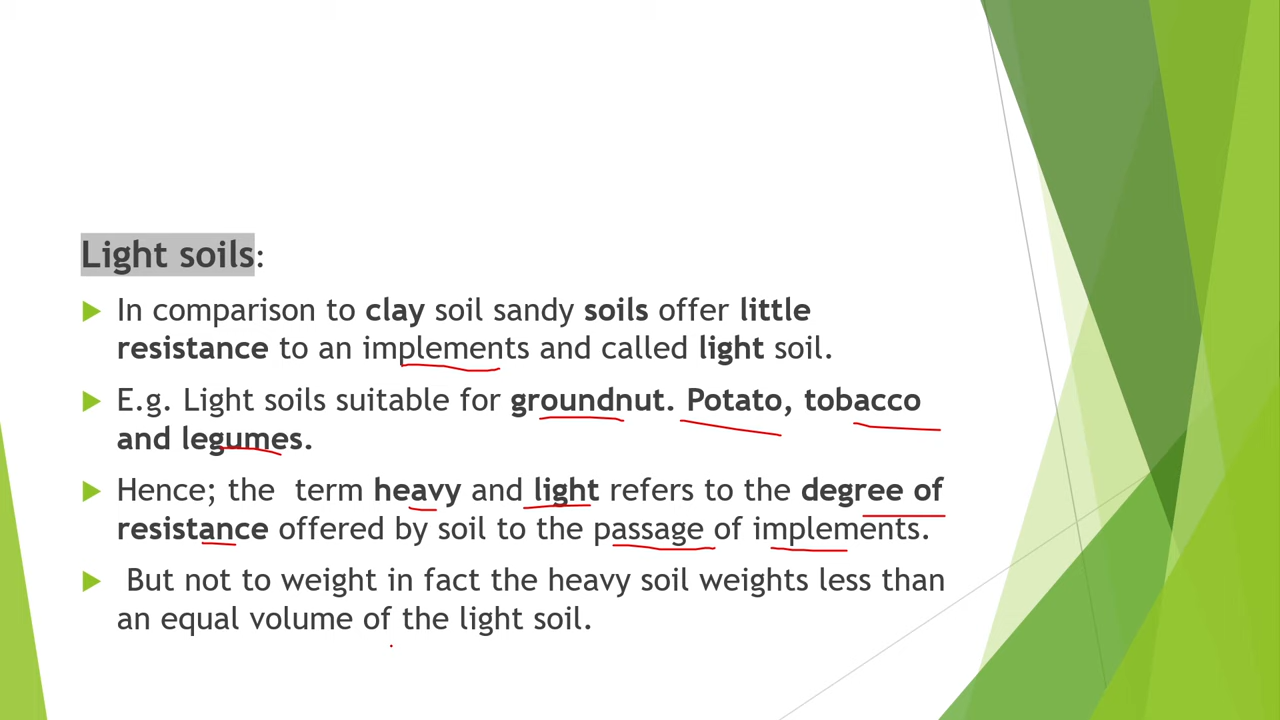 Light soils:
In comparison to clay soil sandy soils offer little
resistance to an implements and called light soil.
E.g. Light soils suitable for groundnut. Potato, tobacco
and legumes.
Hence; the term heavy and light refers to the degree of
resistance offered by soil to the passage of implements.
But not to weight in fact the heavy soil weights less than
an equal volume of the light soil.